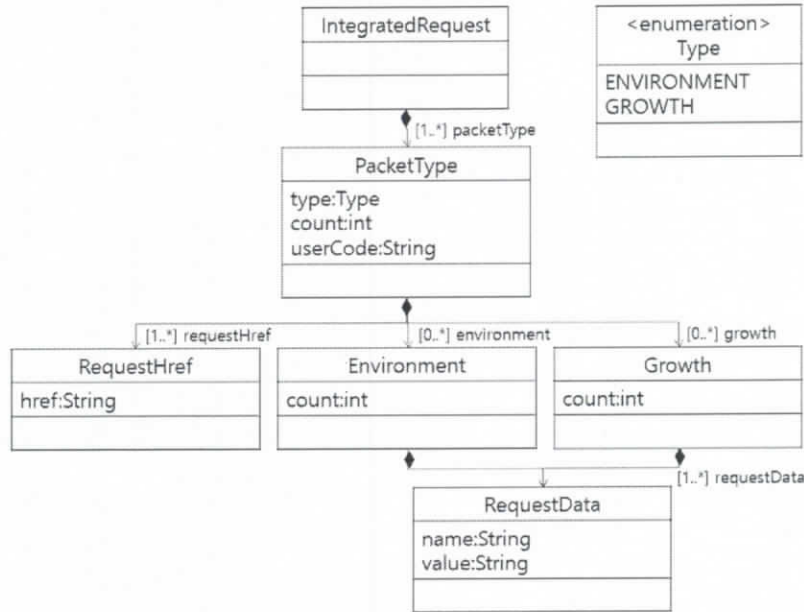 IntegratedRequest
<enumeration>
Type
ENVIRONMENT
GROWTH
[1..*] packetType
PacketType
type:Type
count:int
userCode:String
[1..*] requestHref
[0..*] environment
[0..*] growth
RequestHref
href:String
Environment
count:int
Growth
count:int
[1..*] requestData
RequestData
name:String
value:String